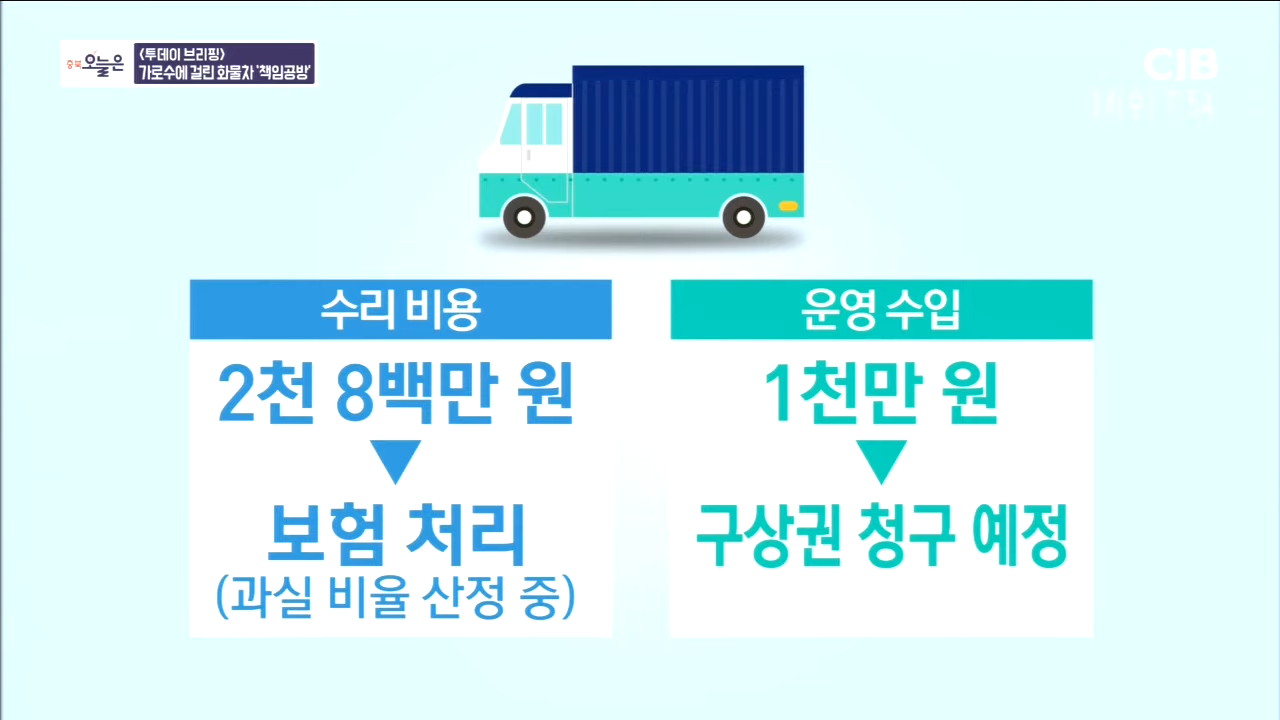 충북 오늘은
<투데이 브리핑>
가로수에 걸린 화물차 '책임공방'
CJB
수리 비용
2천 8백만 원
보험 처리
(과실 비율 산정 중)
운영 수입
1천만 원
구상권 청구 예정